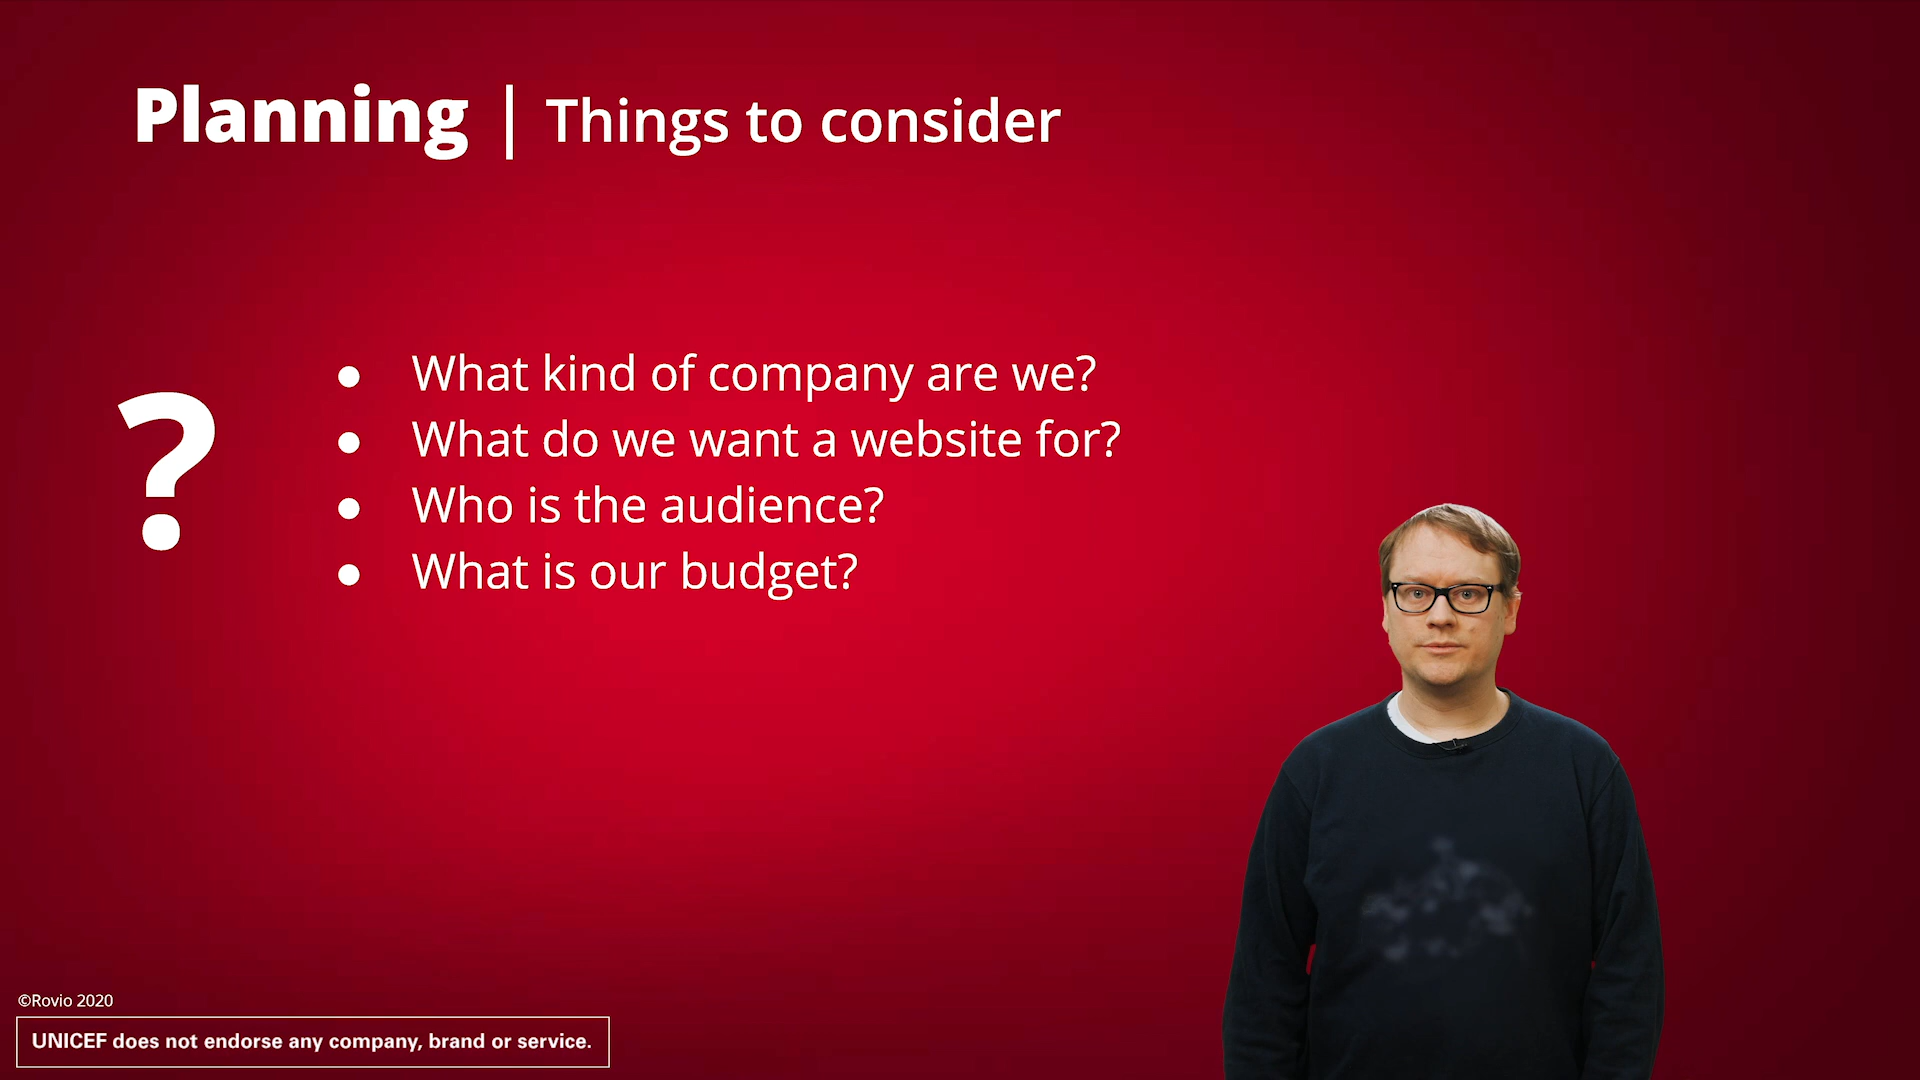 Planning | Things to consider
?
● What kind of company are we?
● What do we want a website for?
● Who is the audience?
● What is our budget?
©Rovio 2020
UNICEF does not endorse any company, brand or service.